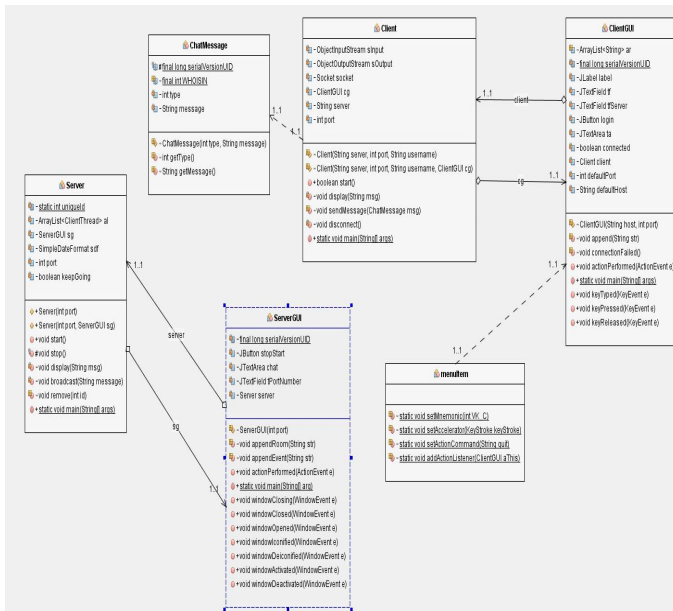 ChatMessage
#final long serialVersionUID
-final int WHOISIN
-int type
-String message
-ChatMessage(int type, String message)
-int getType()
-String getMessage()
Client
-ObjectInputStream sInput
-ObjectOutputStream sOutput
-Socket socket
-ClientGUI cg
-String server
-int port
-Client(String server, int port, String username)
-Client(String server, int port, String username, ClientGUI cg)
+boolean start()
-void display(String msg)
-void sendMessage(ChatMessage msg)
-void disconnect()
+static void main(String[] args)
ClientGUI
-ArrayList<String> ar
-final long serialVersionUID
-JLabel label
-JTextField tf
-JTextField tfServer
-JButton login
-JTextArea ta
-boolean connected
-Client client
-int defaultPort
-String defaultHost
-ClientGUI(String host, int port)
-void append(String str)
-void connectionFailed()
+void actionPerformed(ActionEvent e)
+static void main(String[] args)
+void keyTyped(KeyEvent e)
+void keyPressed(KeyEvent e)
+void keyReleased(KeyEvent e)
1..1
1..1
1..1
client
cg
1..1
1..1
1..1
Server
-static int uniqueId
-ArrayList<ClientThread> al
-ServerGUI sg
-SimpleDateFormat sdf
-int port
-boolean keepGoing
+Server(int port)
+Server(int port, ServerGUI sg)
+void start()
#void stop()
-void display(String msg)
-void broadcast(String message)
-void remove(int id)
+static void main(String[] args)
1..1
server
sg
1..1
ServerGUI
-final long serialVersionUID
-JButton stopStart
-JTextArea chat
-JTextField tPortNumber
-Server server
-ServerGUI(int port)
-void appendRoom(String str)
-void appendEvent(String str)
+void actionPerformed(ActionEvent e)
+static void main(String[] arg)
+void windowClosing(WindowEvent e)
+void windowClosed(WindowEvent e)
+void windowOpened(WindowEvent e)
+void windowIconified(WindowEvent e)
+void windowDeiconified(WindowEvent e)
+void windowActivated(WindowEvent e)
+void windowDeactivated(WindowEvent e)
menuItem
-static void setMnemonic(int VK_C)
-static void setAccelerator(KeyStroke keyStroke)
-static void setActionCommand(String quit)
-static void addActionListener(ClientGUI aThis)